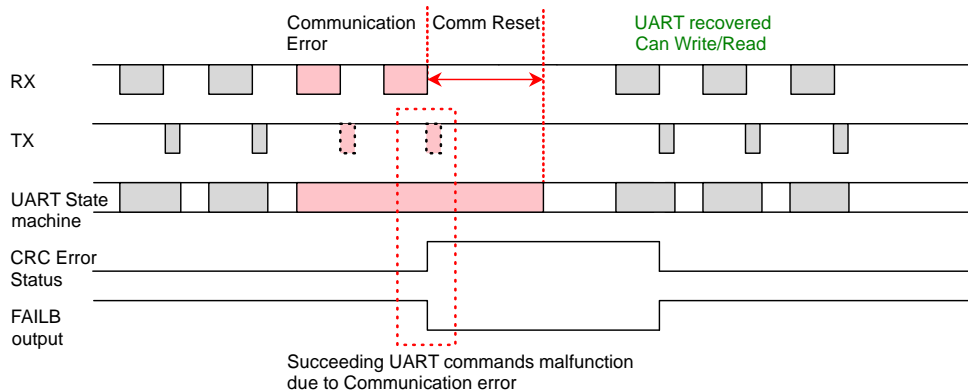 Communication
Error
Comm Reset
UART recovered
Can Write/Read
RX
TX
UART State
machine
CRC Error
Status
FAILB
output
Succeeding UART commands malfunction
due to Communication error